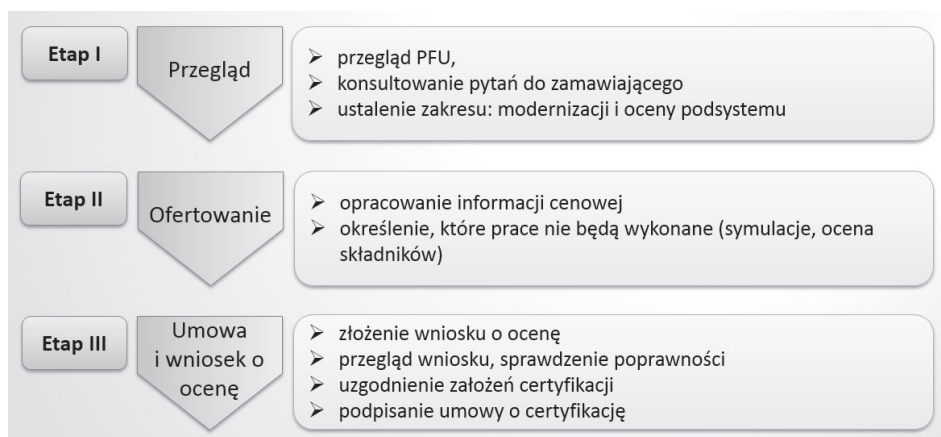 Etap I
Przegląd
➢ przegląd PFU,
➢ konsultowanie pytań do zamawiającego
➢ ustalenie zakresu: modernizacji i oceny podsystemu
Etap II
Ofertowanie
➢ opracowanie informacji cenowej
➢ określenie, które prace nie będą wykonane (symulacje, ocena
składników)
Etap III
Umowa
i wniosek o
ocenę
➢ złożenie wniosku o ocenę
➢ przegląd wniosku, sprawdzenie poprawności
➢ uzgodnienie założeń certyfikacji
➢ podpisanie umowy o certyfikację